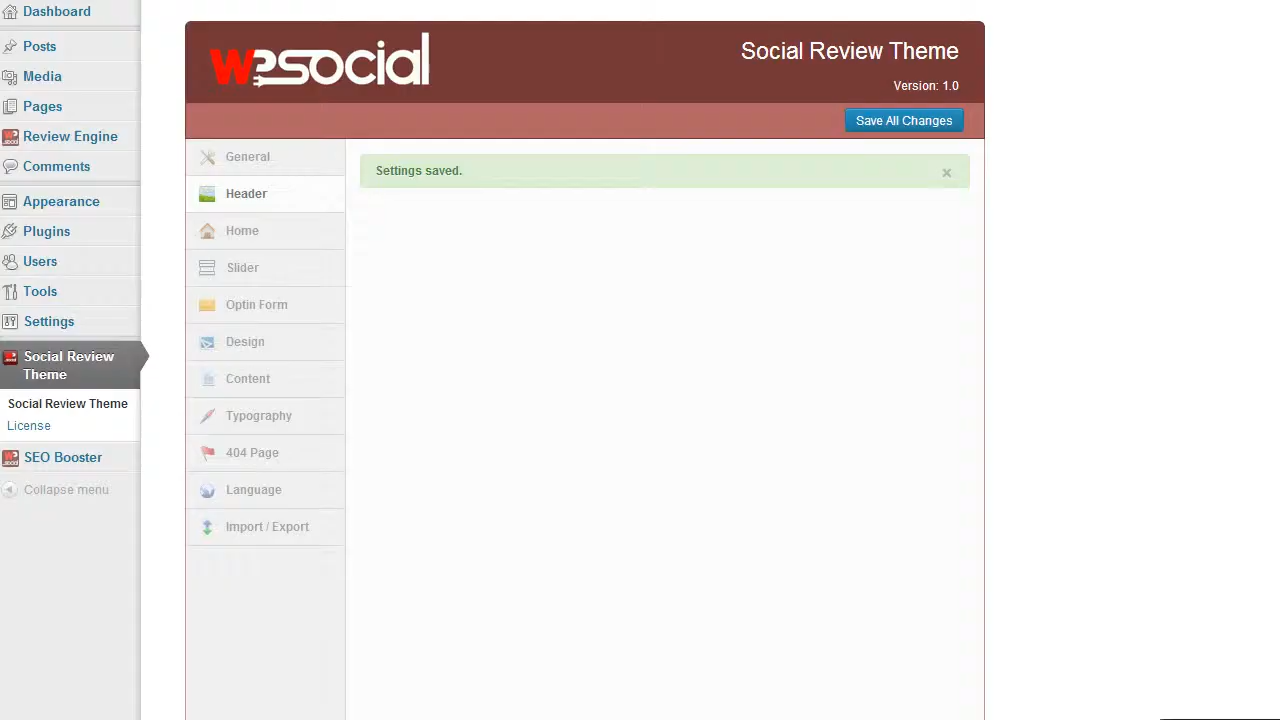 Dashboard
Posts
Media
Pages
Review Engine
Comments
Appearance
Plugins
Users
Tools
Settings
Social Review
Theme
Social Review Theme
License
SEO Booster
Collapse menu
wpsocial
Social Review Theme
Version: 1.0
Save All Changes
General
Header
Home
Slider
Optin Form
Design
Content
Typography
404 Page
Language
Import / Export
Settings saved.
×